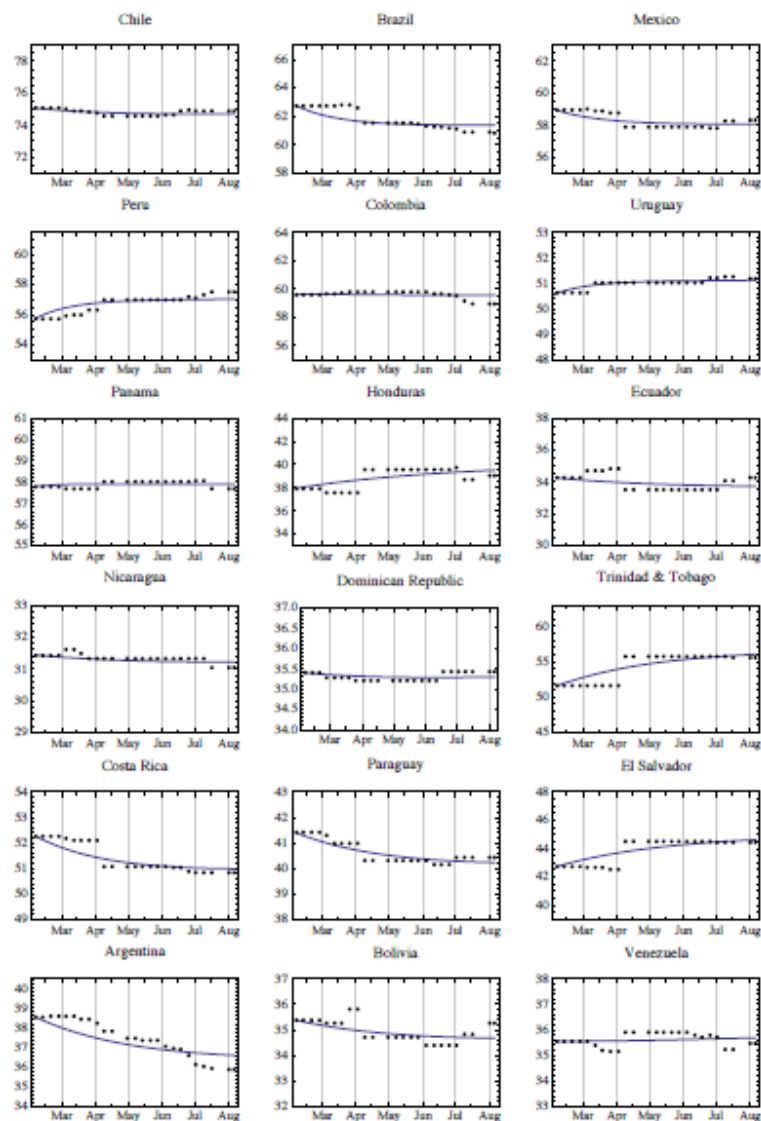 Chile Brazil Mexico
78 66 62
76 64 60
74 62 58
72 60 56
58
Mar Apr May Jun Jul Aug Mar Apr May Jun Jul Aug Mar Apr May Jun Jul Aug
Peru Colombia Uruguay
60 64 53
58 62 52
56 60 51
54 58 50
56 49
48
Mar Apr May Jun Jul Aug Mar Apr May Jun Jul Aug Mar Apr May Jun Jul Aug
Panama Honduras Ecuador
61 44 38
60 42 36
59 40 34
58 38 32
57 36 30
56 34
55
Mar Apr May Jun Jul Aug Mar Apr May Jun Jul Aug Mar Apr May Jun Jul Aug
Nicaragua Dominican Republic Trinidad & Tobago
33 37.0 60
32 36.5 55
31 36.0 50
30 35.5 45
29 35.0
34.5
34.0
Mar Apr May Jun Jul Aug Mar Apr May Jun Jul Aug Mar Apr May Jun Jul Aug
Costa Rica Paraguay El Salvador
54 43 48
53 42 46
52 41 44
51 40 42
50 39 40
49 38
Mar Apr May Jun Jul Aug Mar Apr May Jun Jul Aug Mar Apr May Jun Jul Aug
Argentina Bolivia Venezuela
40 37 38
39 36 37
38 35 36
37 34 35
36 33 34
35 32 33
34
Mar Apr May Jun Jul Aug Mar Apr May Jun Jul Aug Mar Apr May Jun Jul Aug